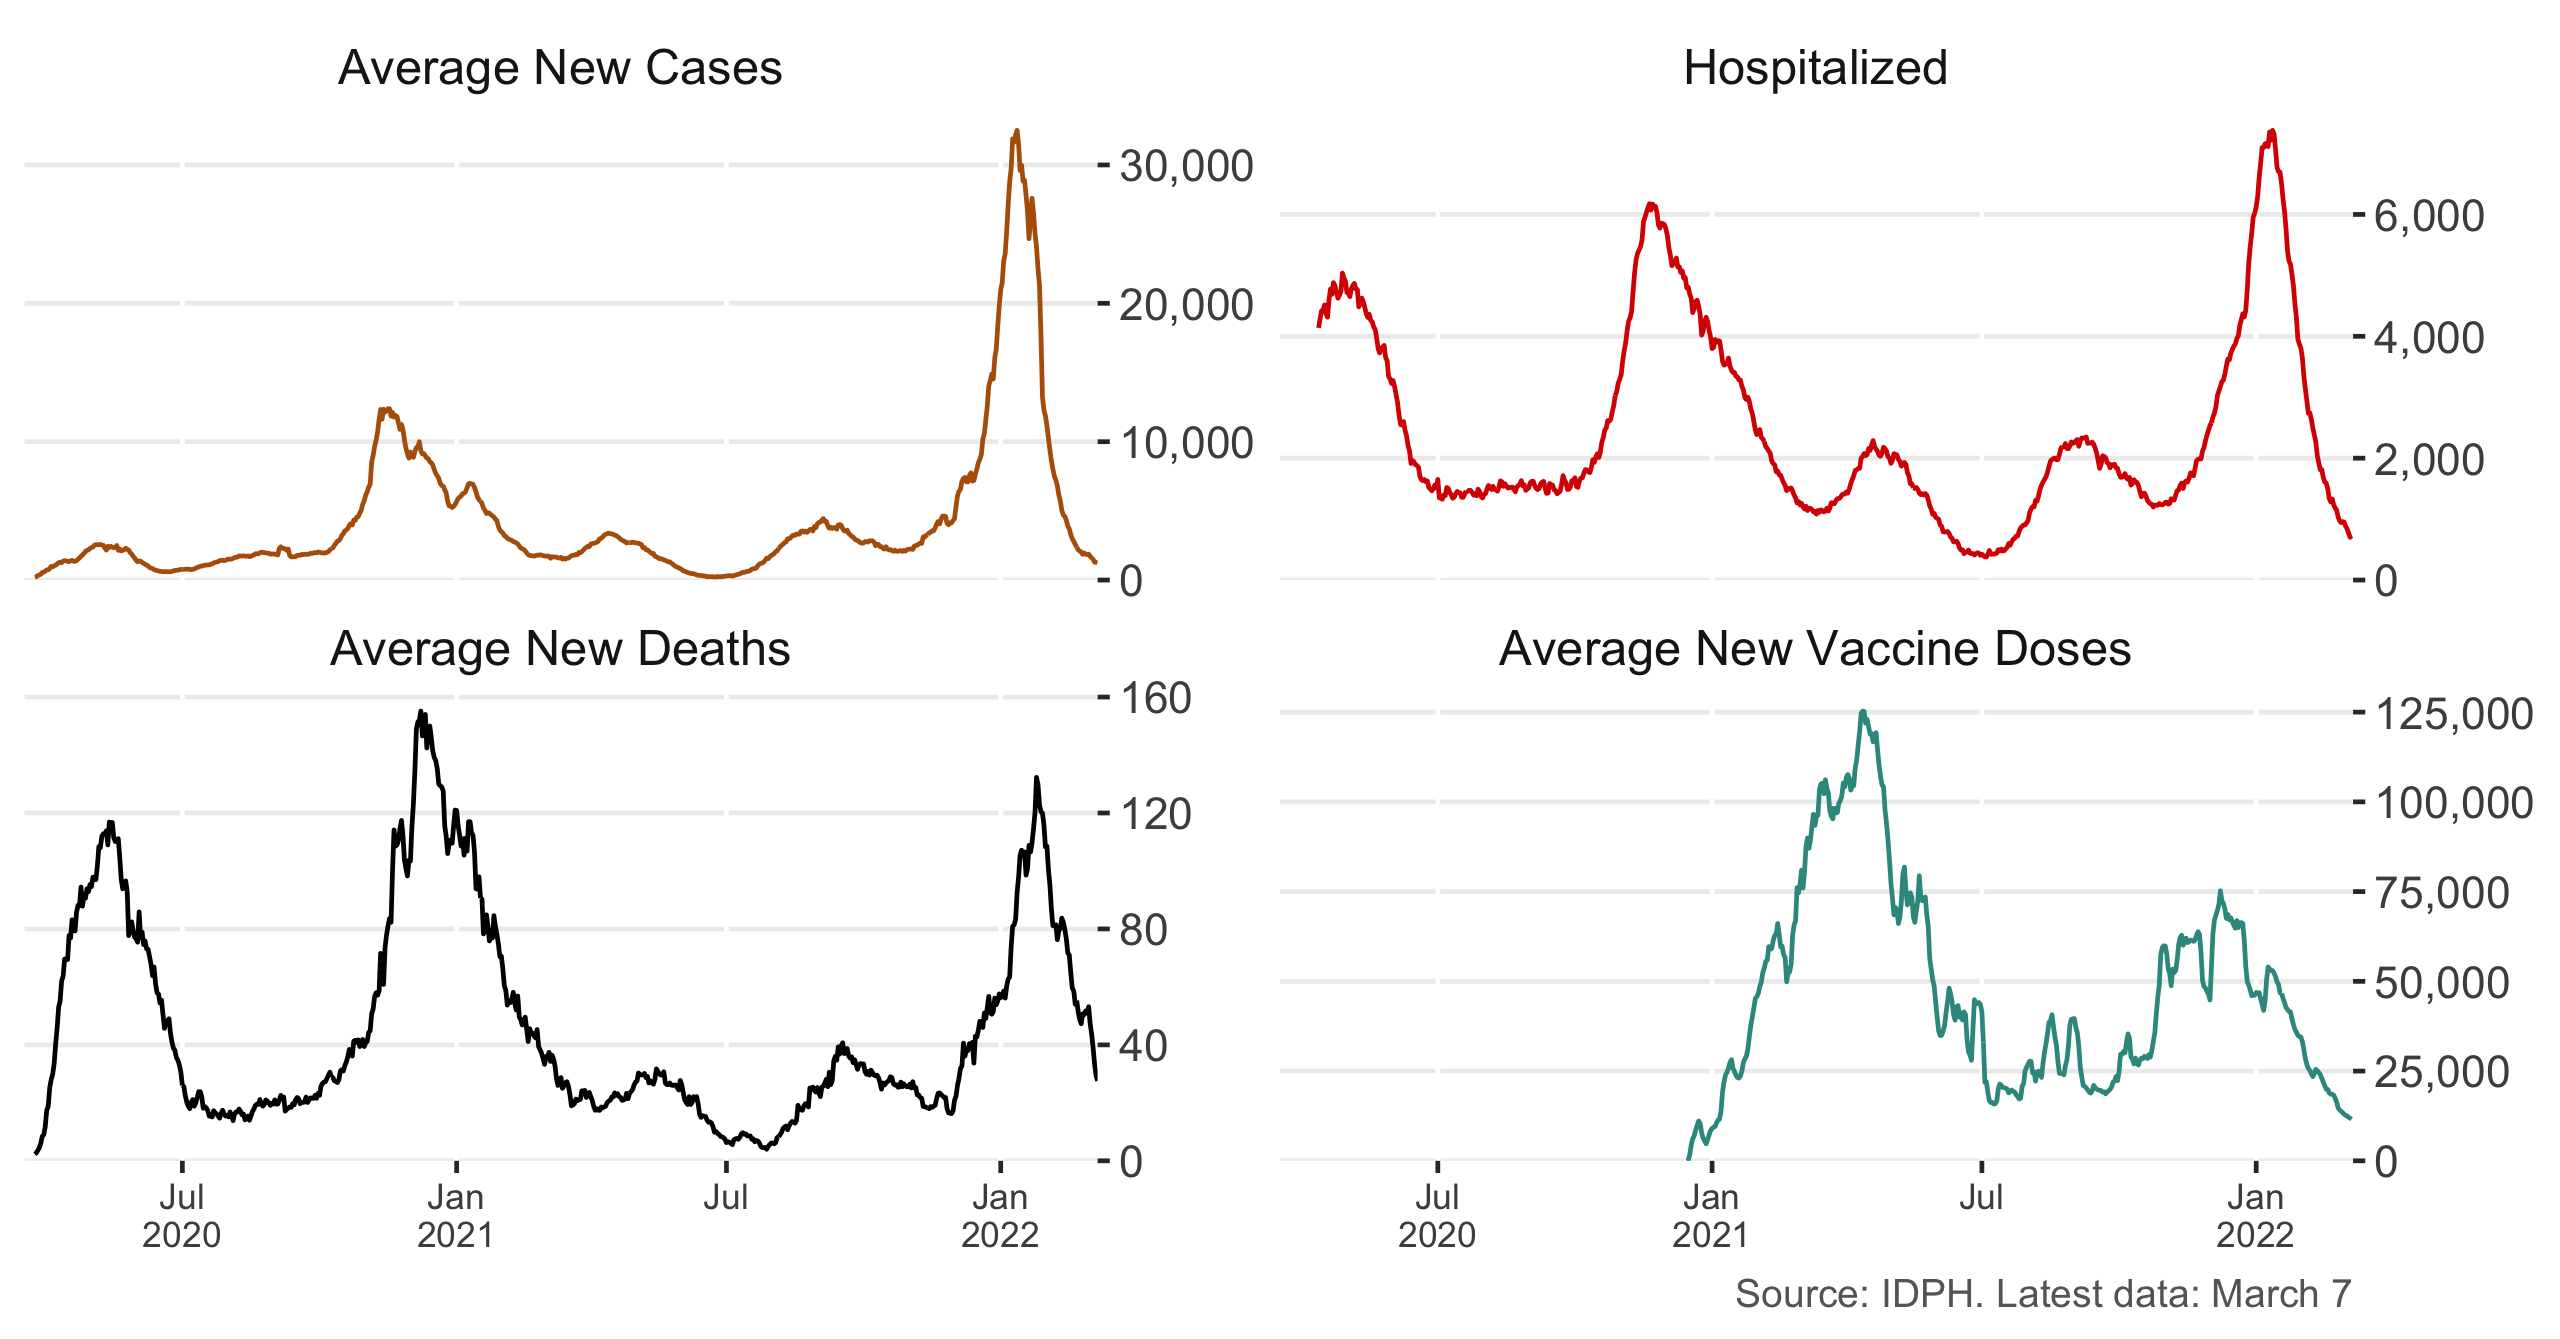 Average New Cases
30,000
20,000
10,000
0
Hospitalized
6,000
4,000
2,000
0
Average New Deaths
160
120
80
40
0
Jul
2020
Jan
2021
Jul
Jan
2022
Average New Vaccine Doses
125,000
100,000
75,000
50,000
25,000
0
Jul
2020
Jan
2021
Jul
Jan
2022
Source: IDPH. Latest data: March 7